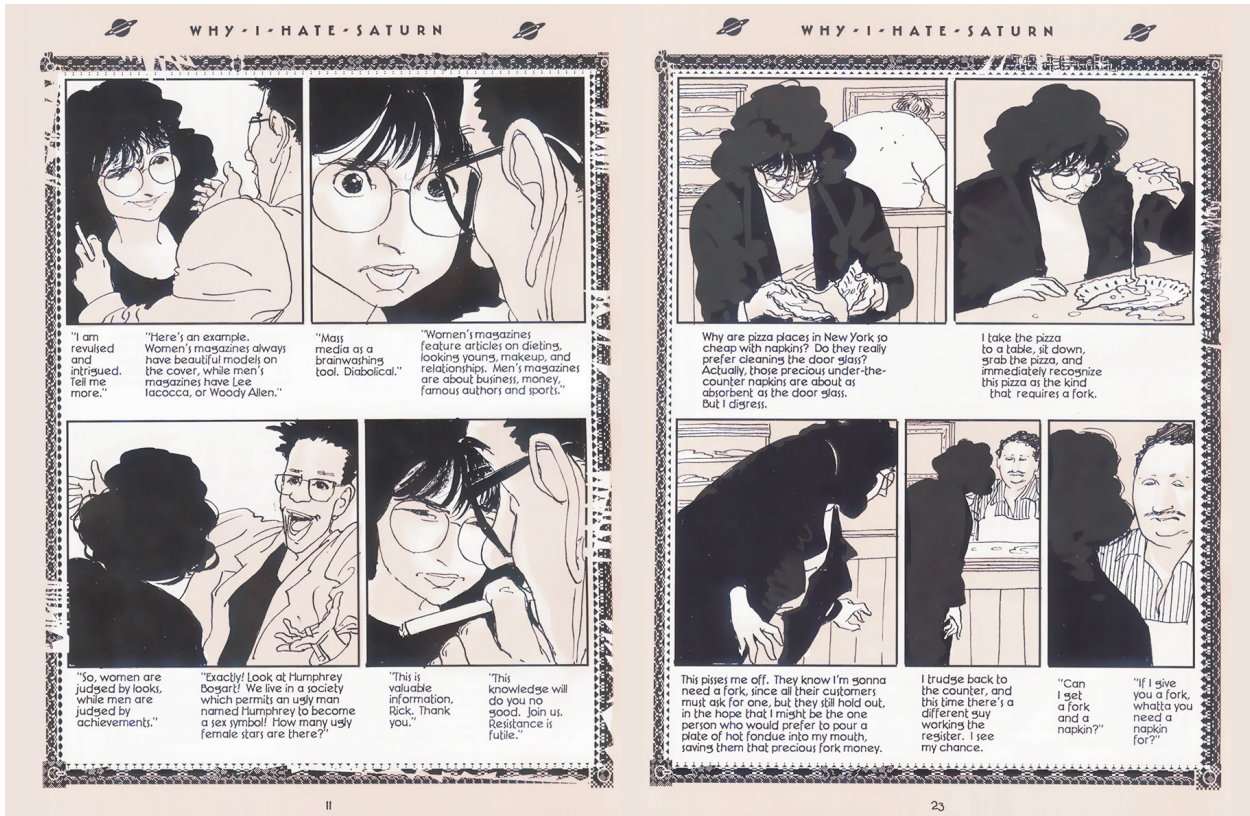 WHY-I-HATE-SATURN
"I am
revulsed
and
intrigued.
Tell me
more."
"Here's an example.
Women's magazines always
have beautiful models on
the cover, while men's
magazines have Lee
Iacocca, or Woody Allen."
"Mass
media as a
brainwashing
tool. Diabolical."
"Women's magazines
feature articles on dieting,
looking young, makeup, and
relationships. Men's magazines
are about business, money,
famous authors and sports."
"So, women are
judged by looks,
while men are
judged by
achievements."
"Exactly! Look at Humphrey
Bogart! We live in a society
which permits an ugly man
named Humphrey to become
a sex symbol! How many ugly
female stars are there?"
"This is
valuable
information,
Rick. Thank
you."
"This
knowledge will
do you no
good. Join us.
Resistance is
futile."
11
WHY-I-HATE-SATURN
Why are pizza places in New York so
cheap with napkins? Do they really
prefer cleaning the door glass?
Actually, those precious under-the-
counter napkins are about as
absorbent as the door glass.
But I digress.
I take the pizza
to a table, sit down,
grab the pizza, and
immediately recognize
this pizza as the kind
that requires a fork.
This pisses me off. They know I'm gonna
need a fork, since all their customers
must ask for one, but they still hold out,
in the hope that I might be the one
person who would prefer to pour a
plate of hot fondue into my mouth,
saving them that precious fork money.
I trudge back to
the counter, and
this time there's a
different guy
working the
register. I see
my chance.
"Can
I get
a fork
and a
napkin?"
"If I give
you a fork,
whatta you
need a
napkin
for?"
23